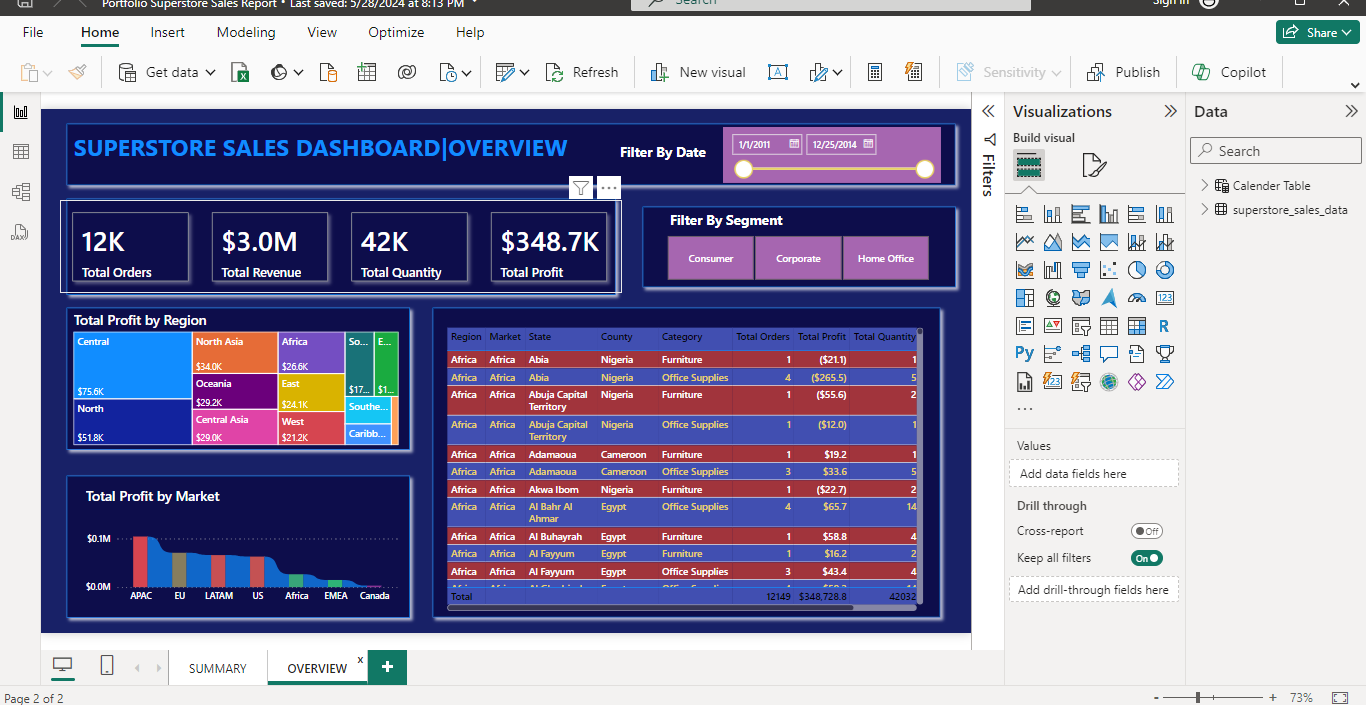 Portfolio Superstore Sales Report • Last saved: 5/28/2024 at 8:13 PM
Search
Sign in
File Home Insert Modeling View Optimize Help
Share
Get data
Refresh
New visual
Sensitivity
Publish
Copilot
SUPERSTORE SALES DASHBOARD|OVERVIEW
Filter By Date
1/1/2011 12/25/2014
12K
Total Orders
$3.0M
Total Revenue
42K
Total Quantity
$348.7K
Total Profit
Filter By Segment
Consumer Corporate Home Office
Total Profit by Region
Central
$75.6K
North
$51.8K
North Asia
$34.0K
Oceania
$29.2K
Central Asia
$29.0K
Africa
$26.6K
East
$24.1K
West
$21.2K
So...
$17...
E...
$1...
Southe...
Caribb...
Total Profit by Market
$0.1M
$0.0M
APAC EU LATAM US Africa EMEA Canada
Region Market State County Category Total Orders Total Profit Total Quantity
Africa Africa Abia Nigeria Furniture 1 ($21.1) 1
Africa Africa Abia Nigeria Office Supplies 4 ($265.5) 5
Africa Africa Abuja Capital Nigeria Furniture 1 ($55.6) 2
Territory
Africa Africa Abuja Capital Nigeria Office Supplies 1 ($12.0) 1
Territory
Africa Africa Adamaoua Cameroon Furniture 1 $19.2 1
Africa Africa Adamaoua Cameroon Office Supplies 3 $33.6 5
Africa Africa Akwa Ibom Nigeria Furniture 1 ($22.7) 2
Africa Africa Al Bahr Al Egypt Office Supplies 4 $65.7 14
Ahmar
Africa Africa Al Buhayrah Egypt Furniture 1 $58.8 4
Africa Africa Al Fayyum Egypt Furniture 1 $16.2 2
Africa Africa Al Fayyum Egypt Office Supplies 3 $43.4 4
Total 12149 $348,728.8 42032
Filters
Visualizations
Build visual
123
R
Py
123
...
Values
Add data fields here
Drill through
Cross-report Off
Keep all filters On
Add drill-through fields here
Data
Search
Calender Table
superstore_sales_data
SUMMARY OVERVIEW x +
Page 2 of 2
- + 73%